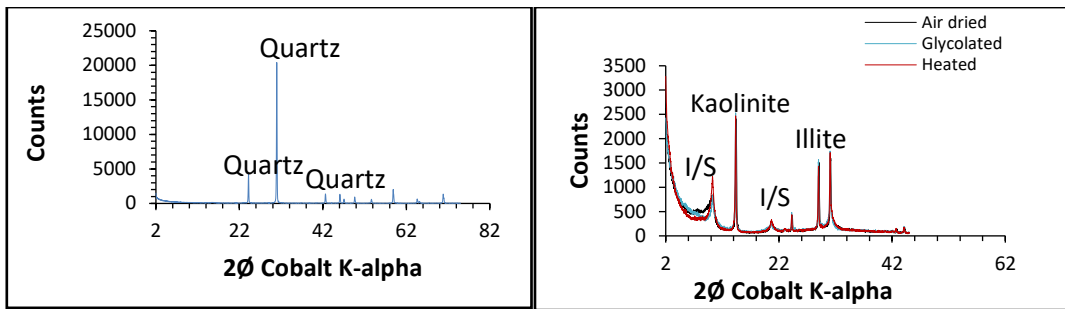 25000
20000
15000
10000
5000
0
Counts
Quartz
Quartz
Quartz
2 22 42 62 82
2Ø Cobalt K-alpha
Air dried
Glycolated
Heated
3500
3000
2500
2000
1500
1000
500
0
Counts
Kaolinite
Illite
I/S
I/S
2 22 42 62
2Ø Cobalt K-alpha